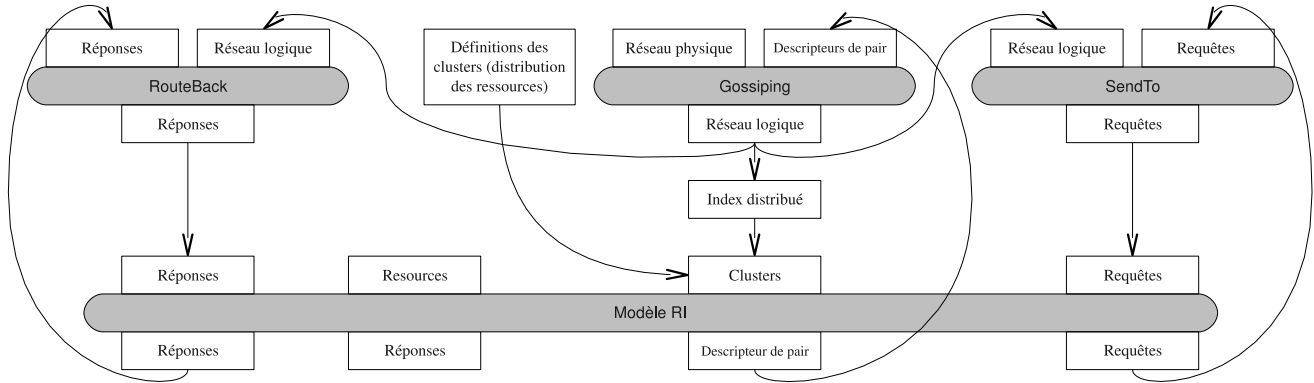 Réponses
Réseau logique
Définitions des
clusters (distribution
des ressources)
Réseau physique
Descripteurs de pair
Réseau logique
Requêtes
RouteBack
Gossiping
SendTo
Réponses
Réseau logique
Requêtes
Index distribué
Réponses
Resources
Clusters
Requêtes
Modèle RI
Réponses
Réponses
Descripteur de pair
Requêtes